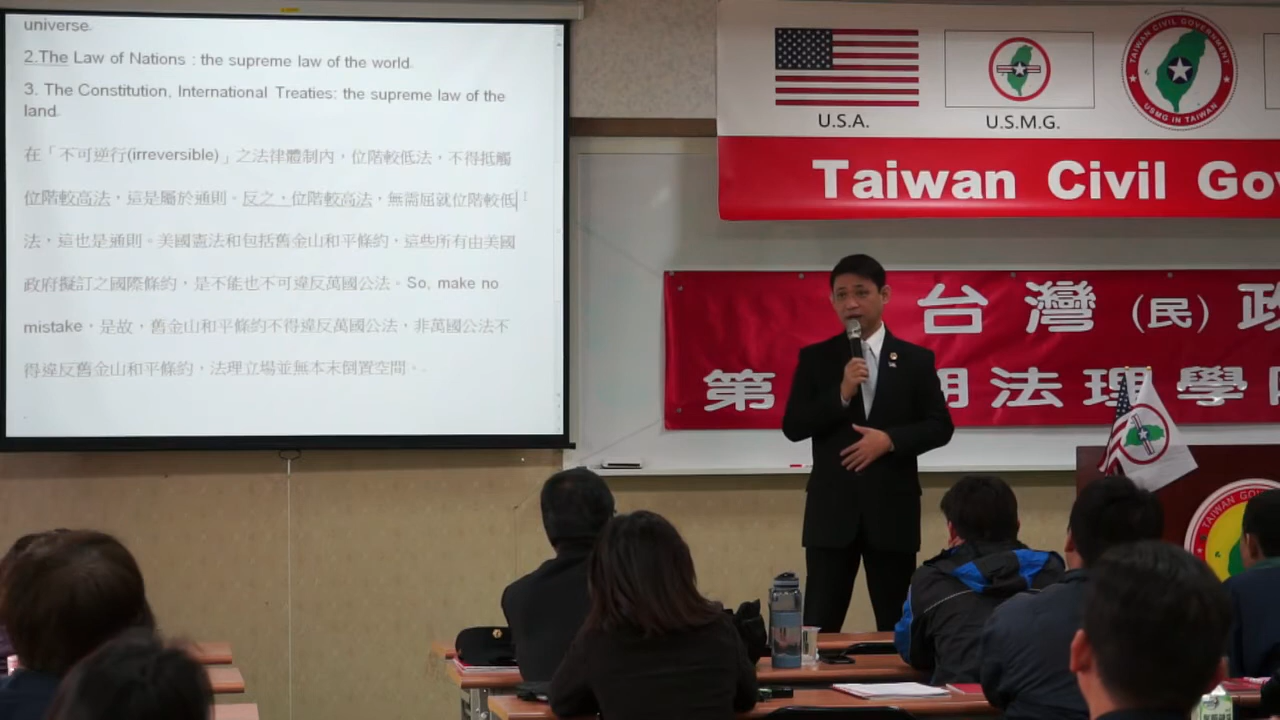 universe.
2.The Law of Nations : the supreme law of the world.
3. The Constitution, International Treaties: the supreme law of the
land.
在「不可逆行(irreversible)」之法律體制內，位階較低法，不得抵觸
位階較高法，這是屬於通則。反之，位階較高法，無需屈就位階較低
法，這也是通則。美國憲法和包括舊金山和平條約，這些所有由美國
政府擬訂之國際條約，是不能也不可違反萬國公法。So, make no
mistake，是故，舊金山和平條約不得違反萬國公法，非萬國公法不
得違反舊金山和平條約，法理立場並無本末倒置空間。
U.S.A.
U.S.M.G.
TAIWAN CIVIL GOVERNMENT
USMG IN TAIWAN
Taiwan Civil Gov
台灣(民)政
第 期法理學
TAIWAN